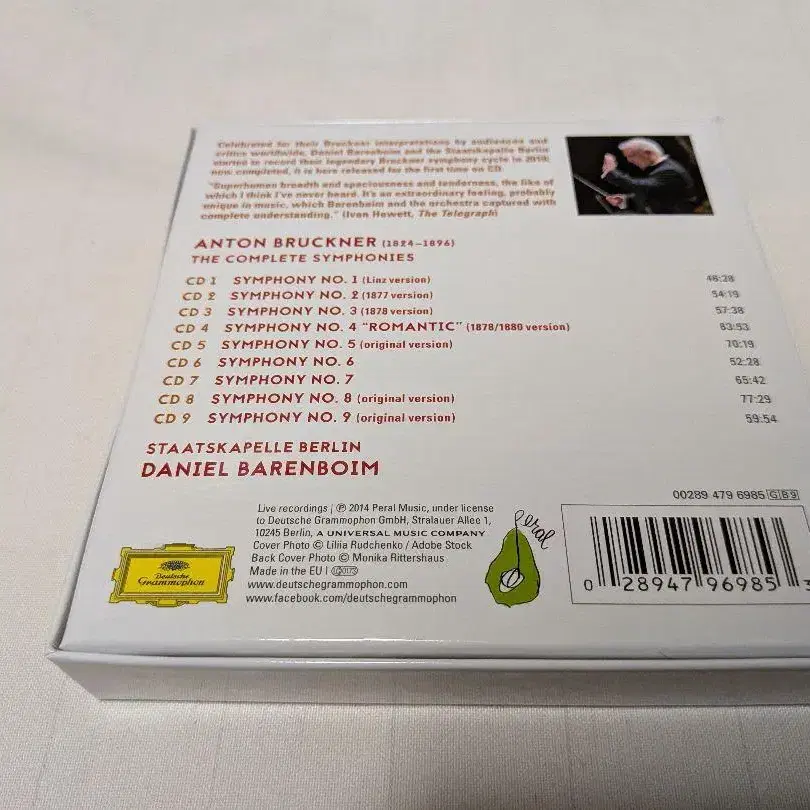 Celebrated for their Bruckner interpretations by audiences and
critics worldwide, Daniel Barenboim and the Staatskapelle Berlin
started to record their legendary Bruckner symphony cycle in 2010;
now completed, it is here released for the first time on CD.
"Superhuman breadth and spaciousness and tenderness, the like of
which I think I've never heard. It's an extraordinary feeling, probably
unique in music, which Barenboim and the orchestra captured with
complete understanding." (Ivan Hewett, The Telegraph)
ANTON BRUCKNER (1824–1896)
THE COMPLETE SYMPHONIES
CD 1 SYMPHONY NO. 1 (Linz version) 48:28
CD 2 SYMPHONY NO. 2 (1877 version) 54:19
CD 3 SYMPHONY NO. 3 (1878 version) 57:38
CD 4 SYMPHONY NO. 4 "ROMANTIC" (1878/1880 version) 63:53
CD 5 SYMPHONY NO. 5 (original version) 70:19
CD 6 SYMPHONY NO. 6 52:28
CD 7 SYMPHONY NO. 7 65:42
CD 8 SYMPHONY NO. 8 (original version) 77:29
CD 9 SYMPHONY NO. 9 (original version) 59:54
STAATSKAPELLE BERLIN
DANIEL BARENBOIM
00289 479 6985 GB9
Live recordings | ℗ 2014 Peral Music, under license
to Deutsche Grammophon GmbH, Stralauer Allee 1,
10245 Berlin, A UNIVERSAL MUSIC COMPANY
Cover Photo © Liliia Rudchenko / Adobe Stock
Back Cover Photo © Monika Rittershaus
Made in the EU |
www.deutschegrammophon.com
www.facebook.com/deutschegrammophon
Deutsche
Grammophon
peral
0 28947 96985 3